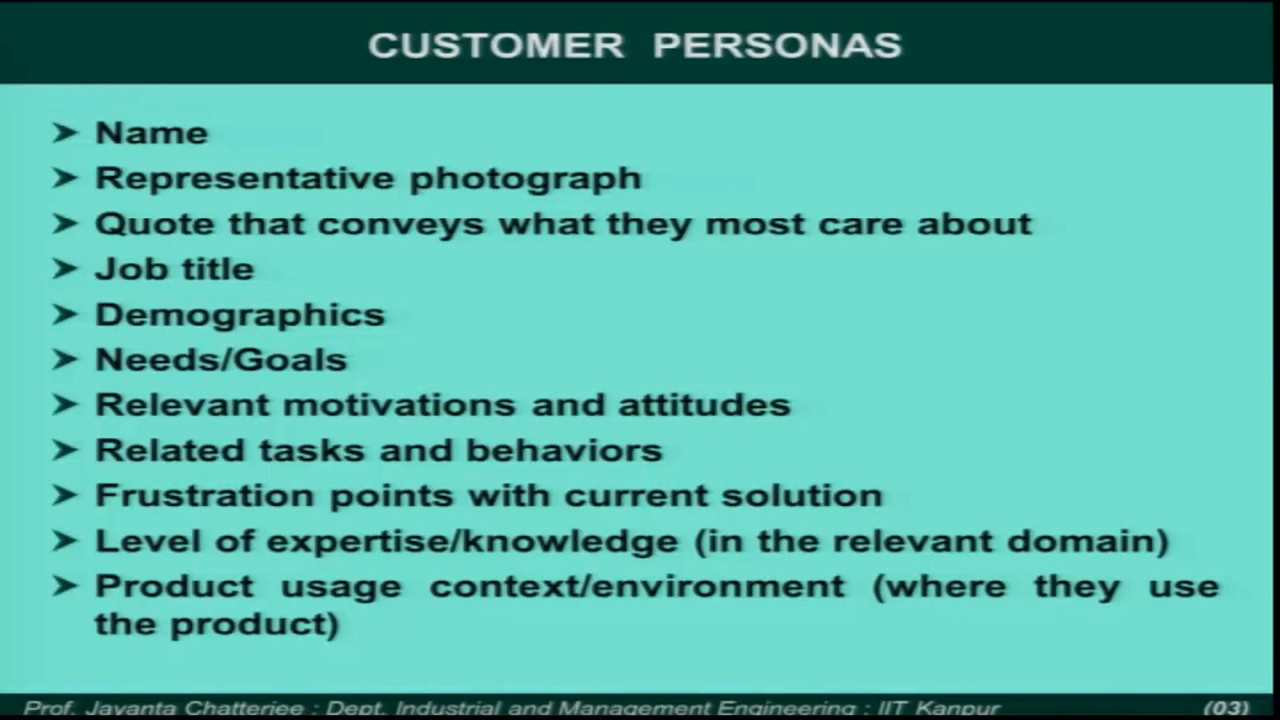 CUSTOMER PERSONAS
➤ Name
➤ Representative photograph
➤ Quote that conveys what they most care about
➤ Job title
➤ Demographics
➤ Needs/Goals
➤ Relevant motivations and attitudes
➤ Related tasks and behaviors
➤ Frustration points with current solution
➤ Level of expertise/knowledge (in the relevant domain)
➤ Product usage context/environment (where they use
the product)
Prof. Jayanta Chatterjee : Dept. Industrial and Management Engineering : IIT Kanpur (03)